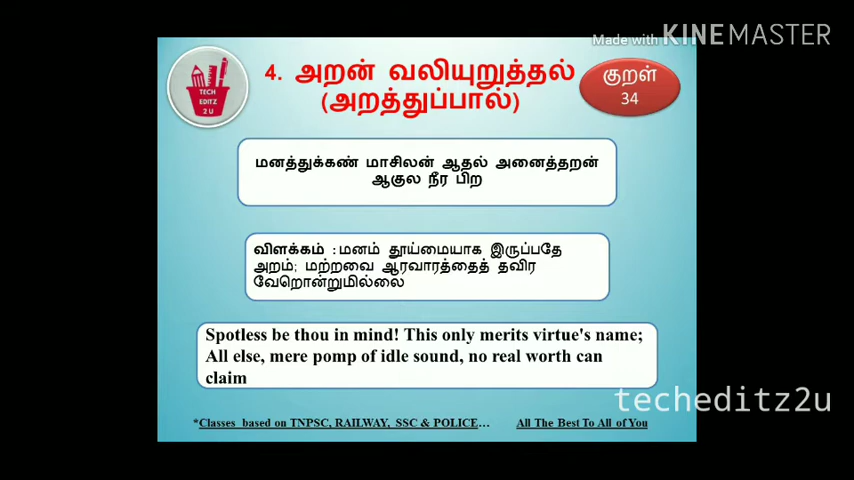 Made with KINEMASTER
4. அறன் வலியுறுத்தல்
(அறத்துப்பால்)
குறள்
34
TECH
EDITZ
2 U
மனத்துக்கண் மாசிலன் ஆதல் அனைத்தறன்
ஆகுல நீர பிற
விளக்கம் :மனம் தூய்மையாக இருப்பதே
அறம்; மற்றவை ஆரவாரத்தைத் தவிர
வேறொன்றுமில்லை
Spotless be thou in mind! This only merits virtue's name;
All else, mere pomp of idle sound, no real worth can
claim
techeditz2u
*Classes based on TNPSC, RAILWAY, SSC & POLICE... All The Best To All of You